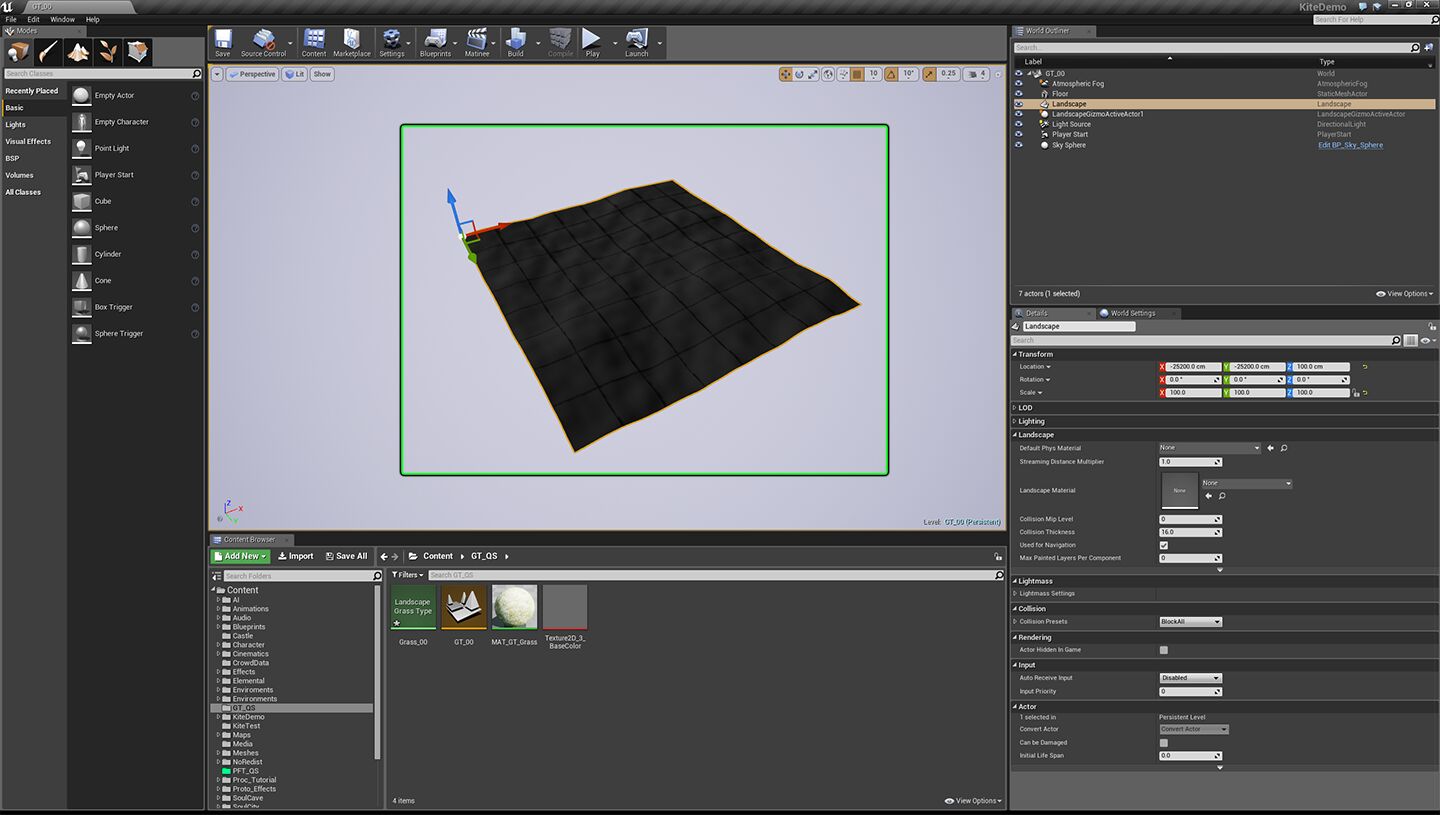 GT_00
KiteDemo
File Edit Window Help
Search For Help
Modes
Search Classes
Recently Placed
Basic
Lights
Visual Effects
BSP
Volumes
All Classes
Empty Actor
Empty Character
Point Light
Player Start
Cube
Sphere
Cylinder
Cone
Box Trigger
Sphere Trigger
Save Source Control Content Marketplace Settings Blueprints Matinee Build Compile Play Launch
Perspective Lit Show
10 10° 0.25 4
Z X Y
Level: GT_00 (Persistent)
Content Browser
Add New Import Save All Content GT_QS
Search Folders
Content
AI
Animations
Audio
Blueprints
Castle
Character
Cinematics
CrowdData
Effects
Elemental
Enviroments
Environments
GT_QS
KiteDemo
KiteTest
Maps
Media
Meshes
NoRedist
PFT_QS
Proc_Tutorial
Proto_Effects
SoulCave
SoulCity
Filters Search GT_QS
Landscape
Grass Type
Grass_00 GT_00 MAT_GT_Grass Texture2D_3_
BaseColor
4 items View Options
World Outliner
Search...
Label Type
GT_00 World
Atmospheric Fog AtmosphericFog
Floor StaticMeshActor
Landscape Landscape
LandscapeGizmoActiveActor1 LandscapeGizmoActiveActor
Light Source DirectionalLight
Player Start PlayerStart
Sky Sphere Edit BP_Sky_Sphere
7 actors (1 selected) View Options
Details World Settings
Landscape
Search
Transform
Location X -25200.0 cm Y -25200.0 cm Z 100.0 cm
Rotation X 0.0 ° Y 0.0 ° Z 0.0 °
Scale X 100.0 Y 100.0 Z 100.0
LOD
Lighting
Landscape
Default Phys Material None
Streaming Distance Multiplier 1.0
Landscape Material None None
Collision Mip Level 0
Collision Thickness 16.0
Used for Navigation
Max Painted Layers Per Component 0
Lightmass
Lightmass Settings
Collision
Collision Presets BlockAll
Rendering
Actor Hidden In Game
Input
Auto Receive Input Disabled
Input Priority 0
Actor
1 selected in Persistent Level
Convert Actor Convert Actor
Can be Damaged
Initial Life Span 0.0